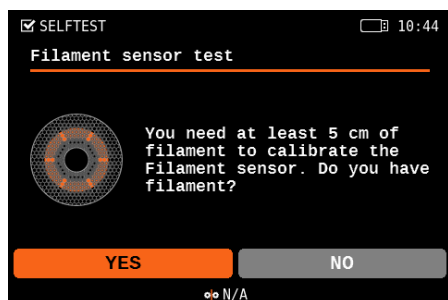 SELFTEST 10:44
Filament sensor test
You need at least 5 cm of
filament to calibrate the
Filament sensor. Do you have
filament?
YES NO
N/A